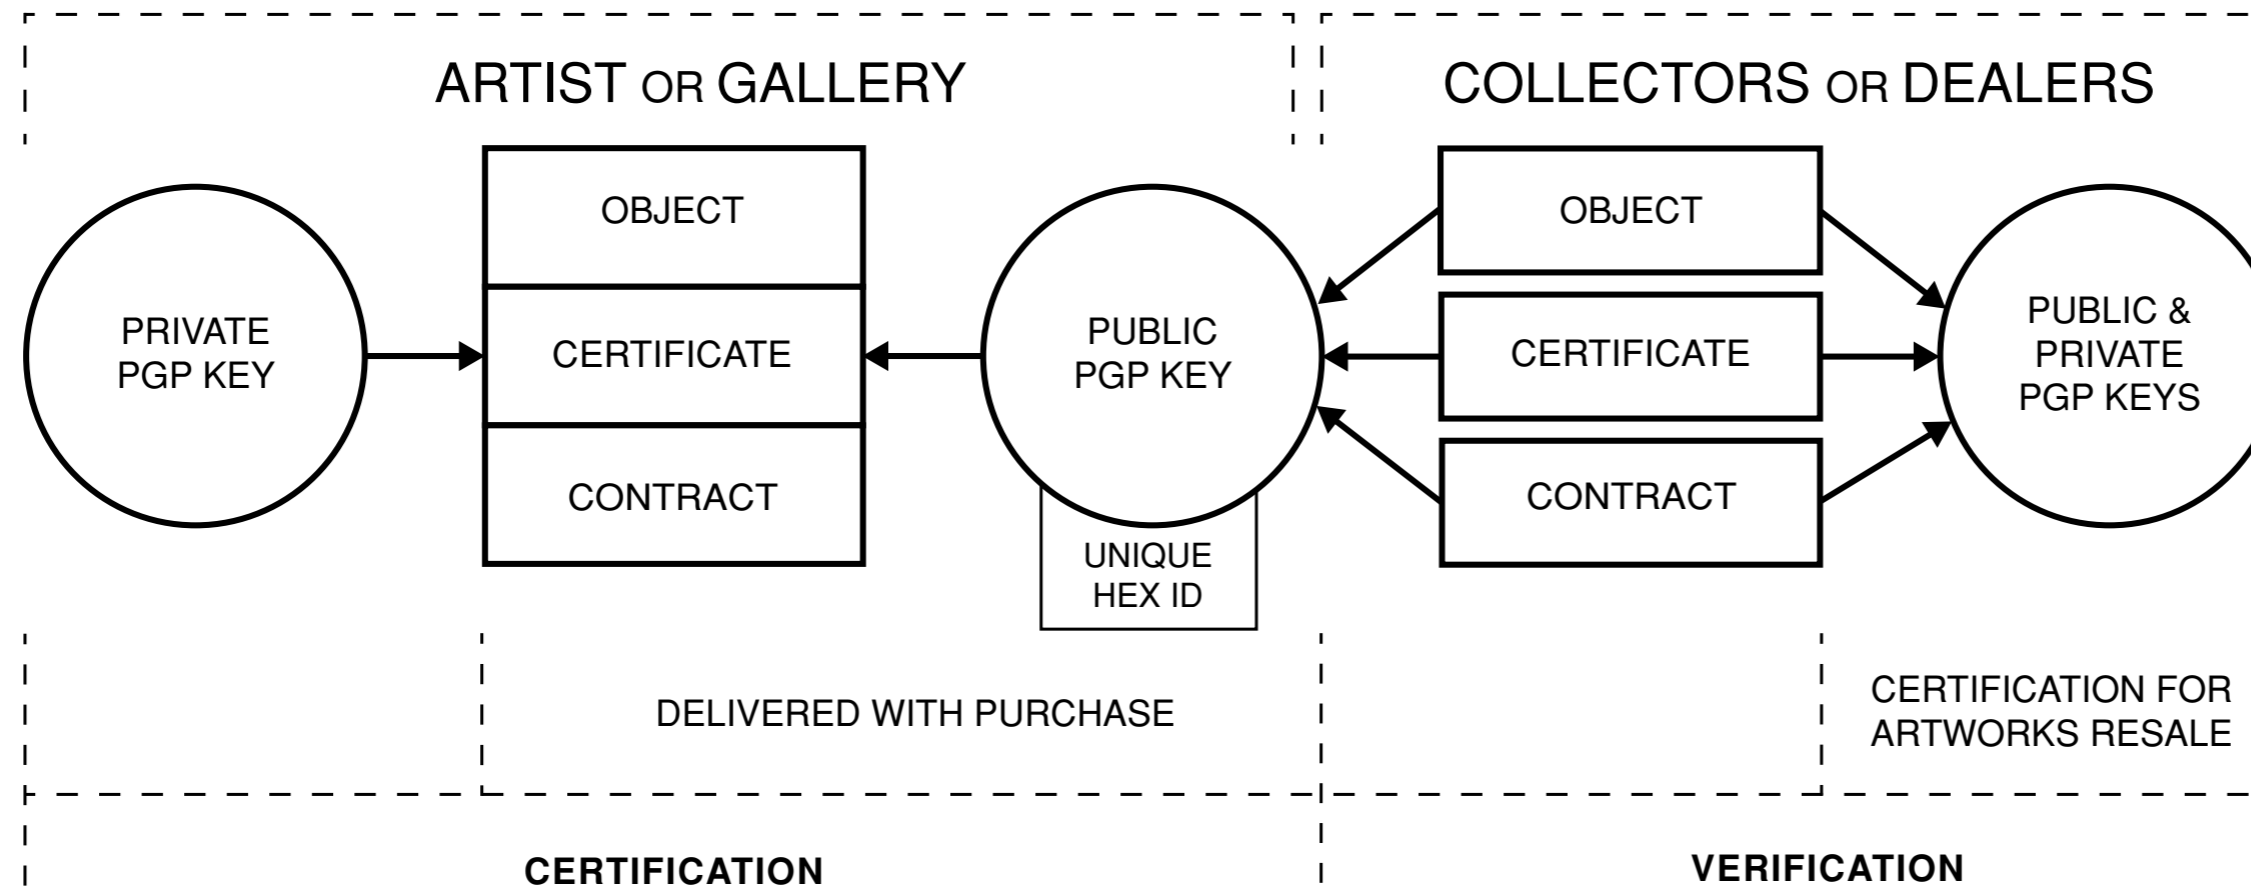 ARTIST OR GALLERY
COLLECTORS OR DEALERS
PRIVATE
PGP KEY
OBJECT
CERTIFICATE
CONTRACT
PUBLIC
PGP KEY
UNIQUE
HEX ID
OBJECT
CERTIFICATE
CONTRACT
PUBLIC &
PRIVATE
PGP KEYS
DELIVERED WITH PURCHASE
CERTIFICATION FOR
ARTWORKS RESALE
CERTIFICATION
VERIFICATION